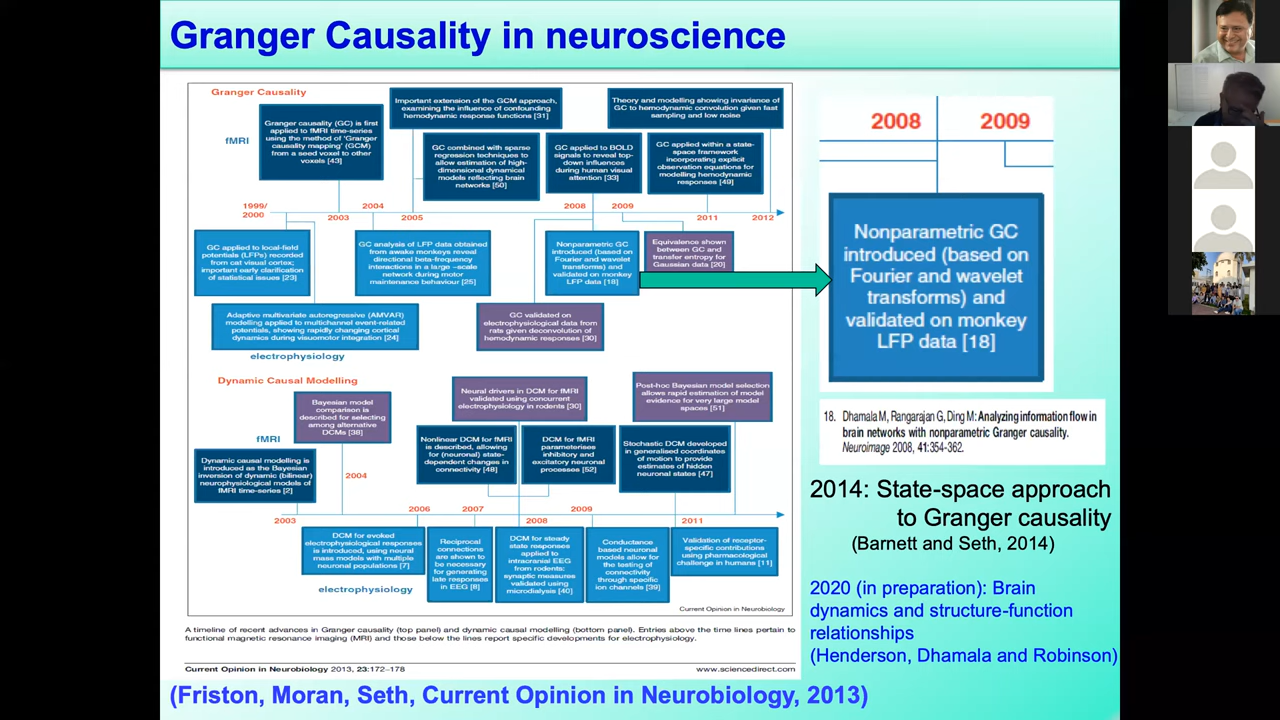 Granger Causality in neuroscience
Granger Causality
fMRI
Granger causality (GC) is first
applied to fMRI time-series
using the method of 'Granger
causality mapping' (GCM)
from a seed voxel to other
voxels [43]
Important extension of the GCM approach,
examining the influence of confounding
hemodynamic response functions [31]
GC combined with sparse
regression techniques to
allow estimation of high-
dimensional dynamical
models reflecting brain
networks [50]
GC applied to BOLD
signals to reveal top-
down influences
during human visual
attention [33]
Theory and modelling showing invariance of
GC to hemodynamic convolution given fast
sampling and low noise
GC applied within a state-
space framework
incorporating explicit
observation equations for
modelling hemodynamic
responses [49]
1999/
2000
2003
2004
2005
2008
2009
2011
2012
GC applied to local-field
potentials (LFPs) recorded
from cat visual cortex;
important early clarification
of statistical issues [23]
GC analysis of LFP data obtained
from awake monkeys reveal
directional beta-frequency
interactions in a large –scale
network during motor
maintenance behaviour [25]
Nonparametric GC
introduced (based on
Fourier and wavelet
transforms) and
validated on monkey
LFP data [18]
Equivalence shown
between GC and
transfer entropy for
Gaussian data [20]
Adaptive multivariate autoregressive (AMVAR)
modelling applied to multichannel event-related
potentials, showing rapidly changing cortical
dynamics during visuomotor integration [24]
GC validated on
electrophysiological data from
rats given deconvolution of
hemodynamic responses [30]
electrophysiology
Dynamic Causal Modelling
fMRI
Bayesian model
comparison is
described for selecting
among alternative
DCMs [38]
Neural drivers in DCM for fMRI
validated using concurrent
electrophysiology in rodents [30]
Post-hoc Bayesian model selection
allows rapid estimation of model
evidence for very large model
spaces [51]
Dynamic causal modelling is
introduced as the Bayesian
inversion of dynamic (bilinear)
neurophysiological models of
fMRI time-series [2]
Nonlinear DCM for fMRI
is described, allowing
for (neuronal) state-
dependent changes in
connectivity [48]
DCM for fMRI
parameterises
inhibitory and
excitatory neuronal
processes [52]
Stochastic DCM developed
in generalised coordinates
of motion to provide
estimates of hidden
neuronal states [47]
2003
2004
2006
2007
2008
2009
2011
DCM for evoked
electrophysiological responses
is introduced, using neural
mass models with multiple
neuronal populations [7]
Reciprocal
connections
are shown to
be necessary
for generating
late responses
in EEG [8]
DCM for steady
state responses
applied to
intracranial EEG
from rodents:
synaptic measures
validated using
microdialysis [40]
Conductance
based neuronal
models allow for
the testing of
connectivity
through specific
ion channels [39]
Validation of receptor-
specific contributions
using pharmacological
challenge in humans [11]
electrophysiology
Current Opinion in Neurobiology
A timeline of recent advances in Granger causality (top panel) and dynamic causal modelling (bottom panel). Entries above the time lines pertain to
functional magnetic resonance imaging (MRI) and those below the lines report specific developments for electrophysiology.
Current Opinion in Neurobiology 2013, 23:172–178
www.sciencedirect.com
(Friston, Moran, Seth, Current Opinion in Neurobiology, 2013)
2008
2009
Nonparametric GC
introduced (based on
Fourier and wavelet
transforms) and
validated on monkey
LFP data [18]
18. Dhamala M, Rangarajan G, Ding M: Analyzing information flow in
brain networks with nonparametric Granger causality.
Neuroimage 2008, 41:354-362.
2014: State-space approach
to Granger causality
(Barnett and Seth, 2014)
2020 (in preparation): Brain
dynamics and structure-function
relationships
(Henderson, Dhamala and Robinson)